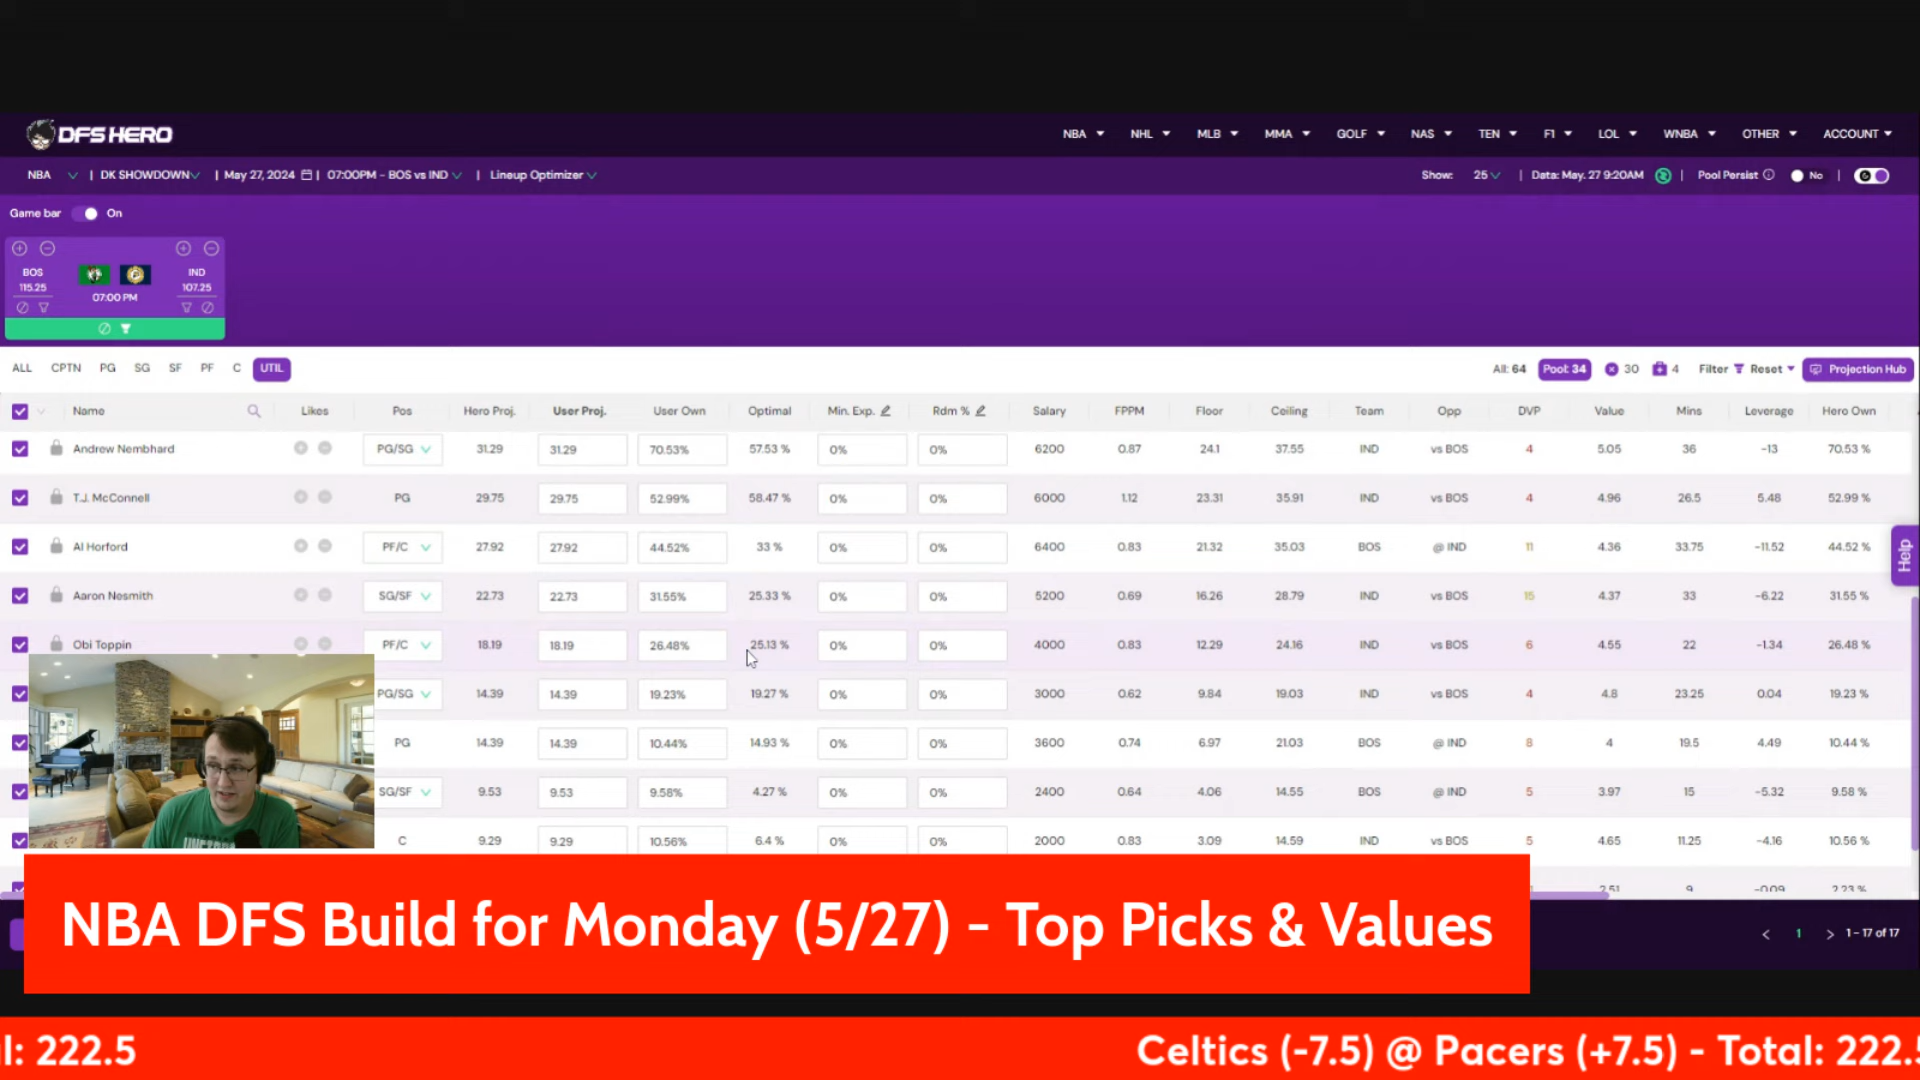 DFS HERO
NBA NHL MLB MMA GOLF NAS TEN F1 LOL WNBA OTHER ACCOUNT
NBA | DK SHOWDOWN | May 27, 2024 | 07:00PM - BOS vs IND | Lineup Optimizer Show: 25 | Data: May. 27 9:20AM | Pool Persist No |
Game bar On
BOS IND
115.25 107.25
07:00 PM
ALL CPTN PG SG SF PF C UTIL All: 64 Pool: 34 30 4 Filter Reset Projection Hub
Name Likes Pos Hero Proj. User Proj. User Own Optimal Min. Exp. Rdm % Salary FPPM Floor Ceiling Team Opp DVP Value Mins Leverage Hero Own
Andrew Nembhard PG/SG 31.29 31.29 70.53% 57.53 % 0% 0% 6200 0.87 24.1 37.55 IND vs BOS 4 5.05 36 -13 70.53 %
T.J. McConnell PG 29.75 29.75 52.99% 58.47 % 0% 0% 6000 1.12 23.31 35.91 IND vs BOS 4 4.96 26.5 5.48 52.99 %
Al Horford PF/C 27.92 27.92 44.52% 33 % 0% 0% 6400 0.83 21.32 35.03 BOS @ IND 11 4.36 33.75 -11.52 44.52 %
Help
Aaron Nesmith SG/SF 22.73 22.73 31.55% 25.33 % 0% 0% 5200 0.69 16.26 28.79 IND vs BOS 15 4.37 33 -6.22 31.55 %
Obi Toppin PF/C 18.19 18.19 26.48% 25.13 % 0% 0% 4000 0.83 12.29 24.16 IND vs BOS 6 4.55 22 -1.34 26.48 %
PG/SG 14.39 14.39 19.23% 19.27 % 0% 0% 3000 0.62 9.84 19.03 IND vs BOS 4 4.8 23.25 0.04 19.23 %
PG 14.39 14.39 10.44% 14.93 % 0% 0% 3600 0.74 6.97 21.03 BOS @ IND 8 4 19.5 4.49 10.44 %
SG/SF 9.53 9.53 9.58% 4.27 % 0% 0% 2400 0.64 4.06 14.55 BOS @ IND 5 3.97 15 -5.32 9.58 %
C 9.29 9.29 10.56% 6.4 % 0% 0% 2000 0.83 3.09 14.59 IND vs BOS 5 4.65 11.25 -4.16 10.56 %
2.51 9 -0.09 2.23 %
NBA DFS Build for Monday (5/27) - Top Picks & Values
< 1 > 1 - 17 of 17
l: 222.5 Celtics (-7.5) @ Pacers (+7.5) - Total: 222.5